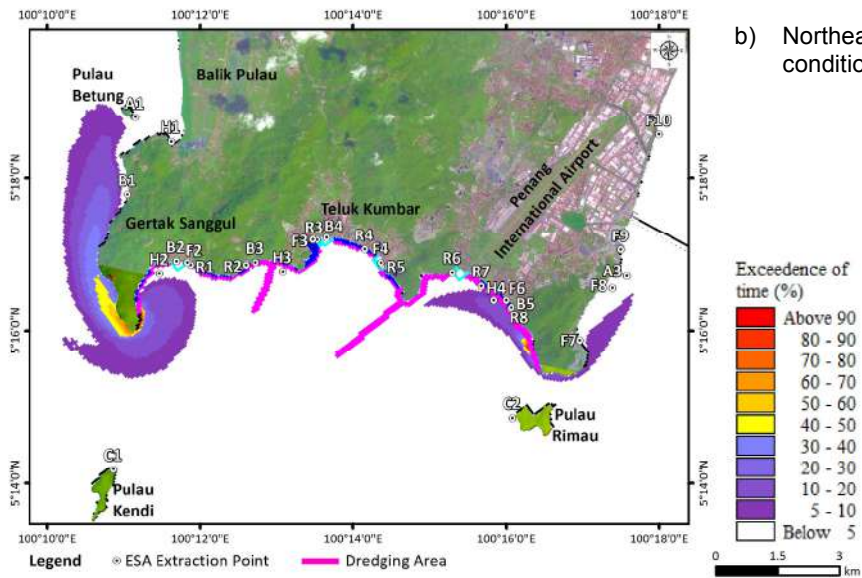 100°10'0"E 100°12'0"E 100°14'0"E 100°16'0"E 100°18'0"E
b) Northea
conditio
Pulau
Betung
Balik Pulau
A1
H1
F10
5°18'0"N
5°18'0"N
B1
Penang
International Airport
Gertak Sanggul
Teluk Kumbar
H2 B2 F2 R1 R2 B3 H3 F3 R3 B4 R4 F4 R5 R6 R7 H4 F6 B5 R8
F9
A3
F8
F7
5°16'0"N
5°16'0"N
C2
Pulau
Rimau
C1
Pulau
Kendi
5°14'0"N
5°14'0"N
100°10'0"E 100°12'0"E 100°14'0"E 100°16'0"E 100°18'0"E
Legend ESA Extraction Point Dredging Area
Exceedence of
time (%)
Above 90
80 - 90
70 - 80
60 - 70
50 - 60
40 - 50
30 - 40
20 - 30
10 - 20
5 - 10
Below 5
0 1.5 3
km